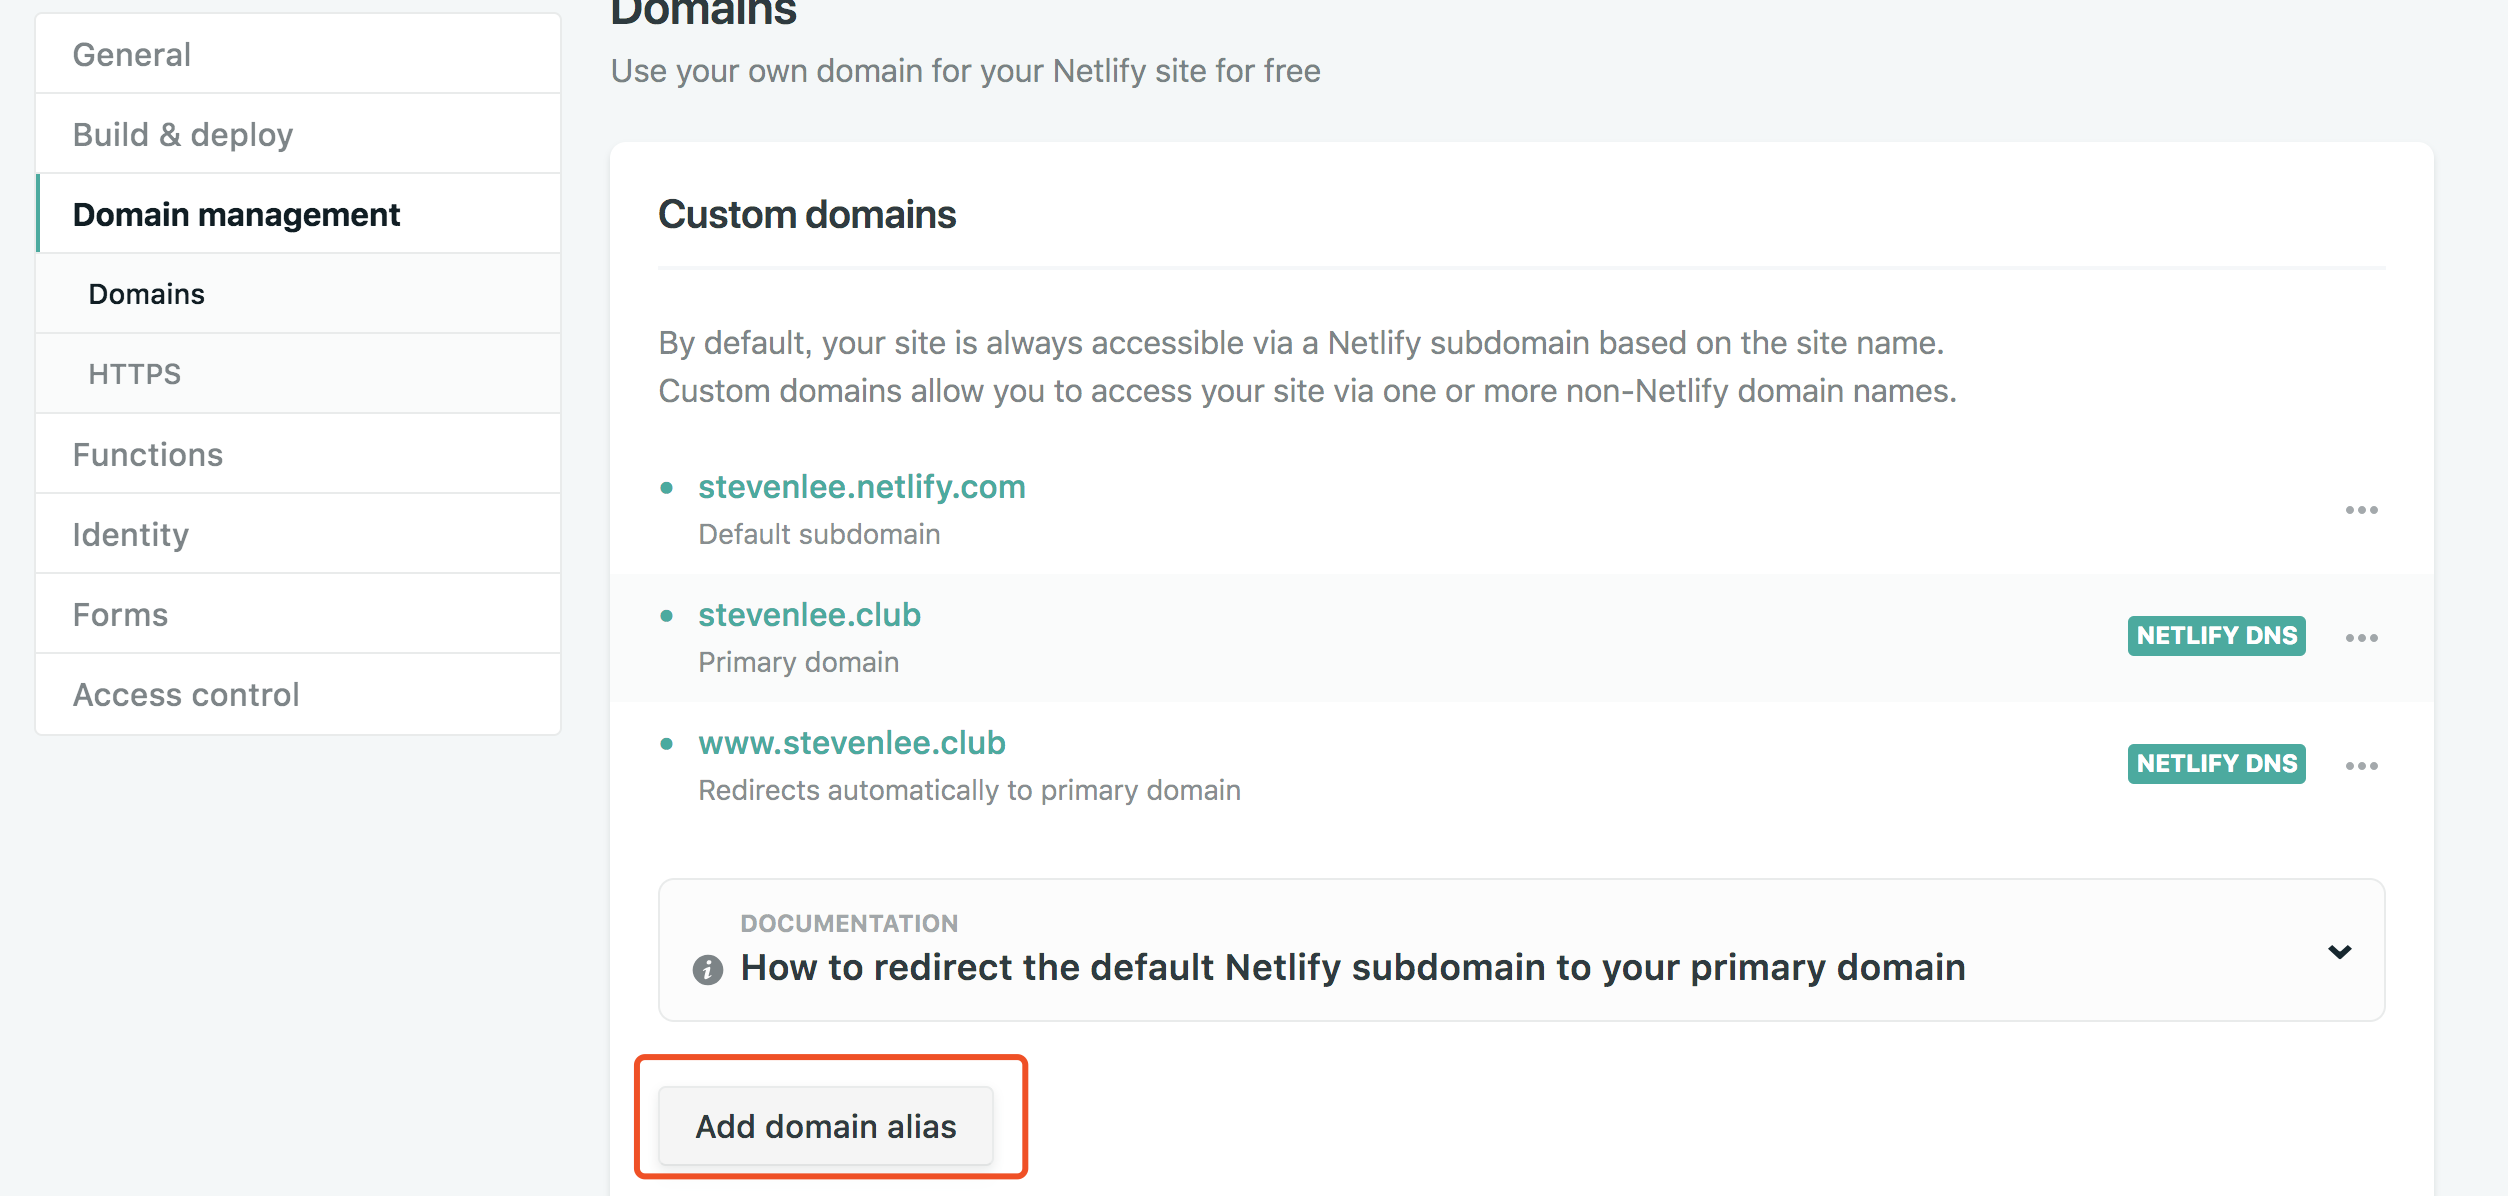 General
Build & deploy
Domain management
Domains
HTTPS
Functions
Identity
Forms
Access control
Domains
Use your own domain for your Netlify site for free
Custom domains
By default, your site is always accessible via a Netlify subdomain based on the site name.
Custom domains allow you to access your site via one or more non-Netlify domain names.
stevenlee.netlify.com
Default subdomain
stevenlee.club
Primary domain
NETLIFY DNS
www.stevenlee.club
Redirects automatically to primary domain
NETLIFY DNS
DOCUMENTATION
How to redirect the default Netlify subdomain to your primary domain
Add domain alias